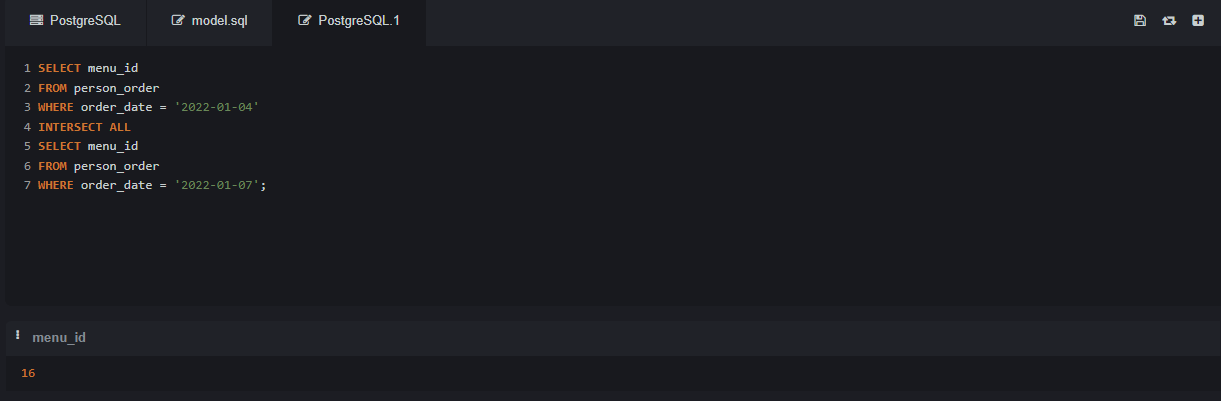 PostgreSQL model.sql PostgreSQL.1
1 SELECT menu_id
2 FROM person_order
3 WHERE order_date = '2022-01-04'
4 INTERSECT ALL
5 SELECT menu_id
6 FROM person_order
7 WHERE order_date = '2022-01-07';
menu_id
16